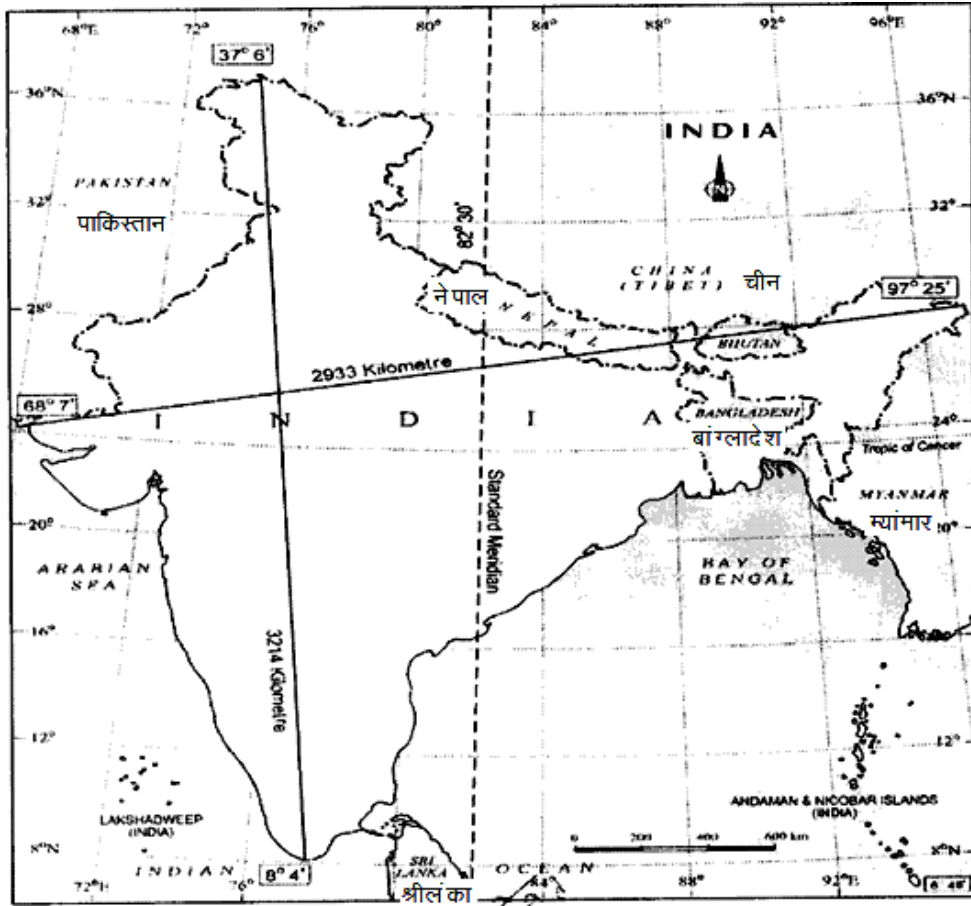 68°E
72°
76°
80°
84°
88°
92°
96°E
37° 6'
36°N
36°N
INDIA
N
PAKISTAN
पाकिस्तान
32°
32°
82° 30'
CHINA
(TIBET)
चीन
97° 25'
नेपाल
NEPAL
28°
BHUTAN
2933 Kilometre
68° 7'
INDIA
BANGLADESH
बांग्लादेश
24°
Tropic of Cancer
MYANMAR
म्यांमार
20°
20°
Standard Meridian
ARABIAN
SEA
BAY OF
BENGAL
16°
3214 Kilometre
12°
12°
LAKSHADWEEP
(INDIA)
ANDAMAN & NICOBAR ISLANDS
(INDIA)
0 200 400 600 km
8°N
8°N
INDIAN OCEAN
8° 4'
SRI
LANKA
श्रीलंका
72°E
76°
84°
88°
92°